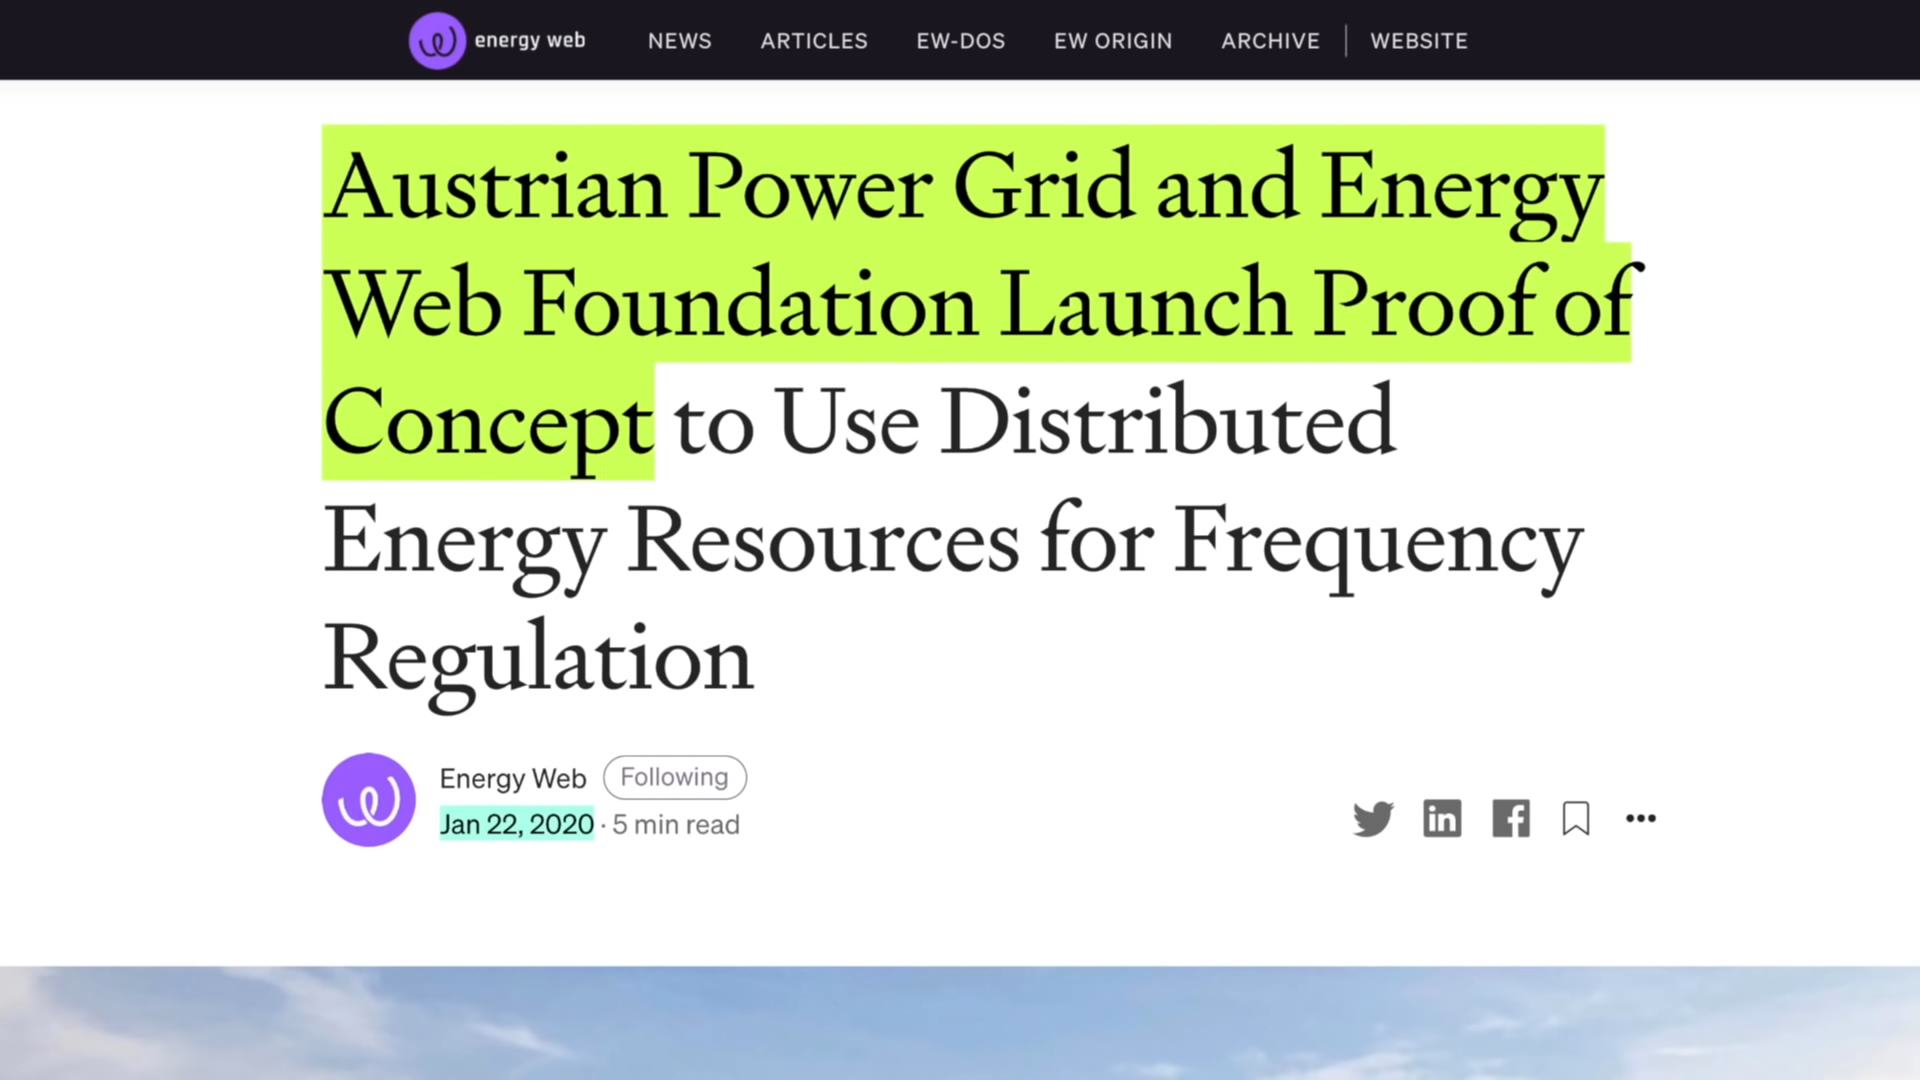 energy web NEWS ARTICLES EW-DOS EW ORIGIN ARCHIVE WEBSITE
Austrian Power Grid and Energy
Web Foundation Launch Proof of
Concept to Use Distributed
Energy Resources for Frequency
Regulation
Energy Web Following
Jan 22, 2020 · 5 min read